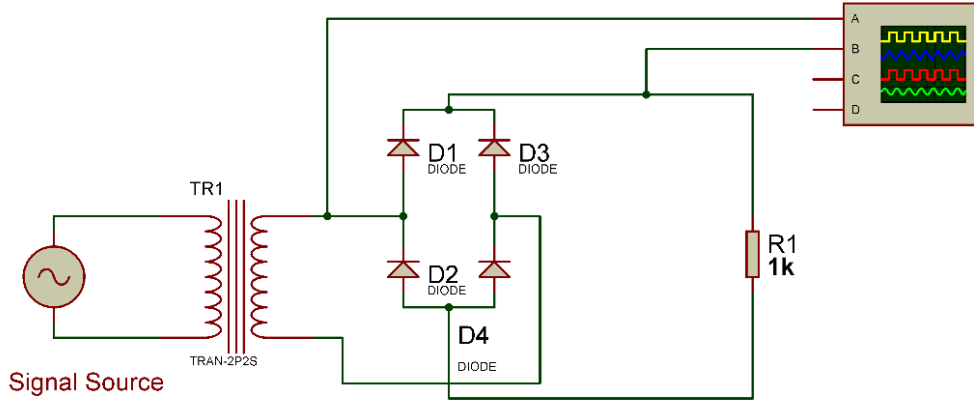 A
B
C
D
D1
DIODE
D3
DIODE
TR1
D2
DIODE
R1
1k
D4
DIODE
TRAN-2P2S
Signal Source